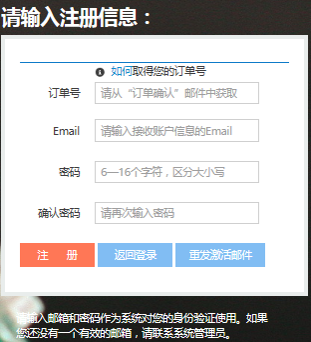 请输入注册信息：
如何取得您的订单号
订单号 请从“订单确认”邮件中获取
Email 请输入接收账户信息的Email
密码 6—16个字符，区分大小写
确认密码 请再次输入密码
注 册 返回登录 重发激活邮件
请输入邮箱和密码作为系统对您的身份验证使用。如果
您还没有一个有效的邮箱，请联系系统管理员。